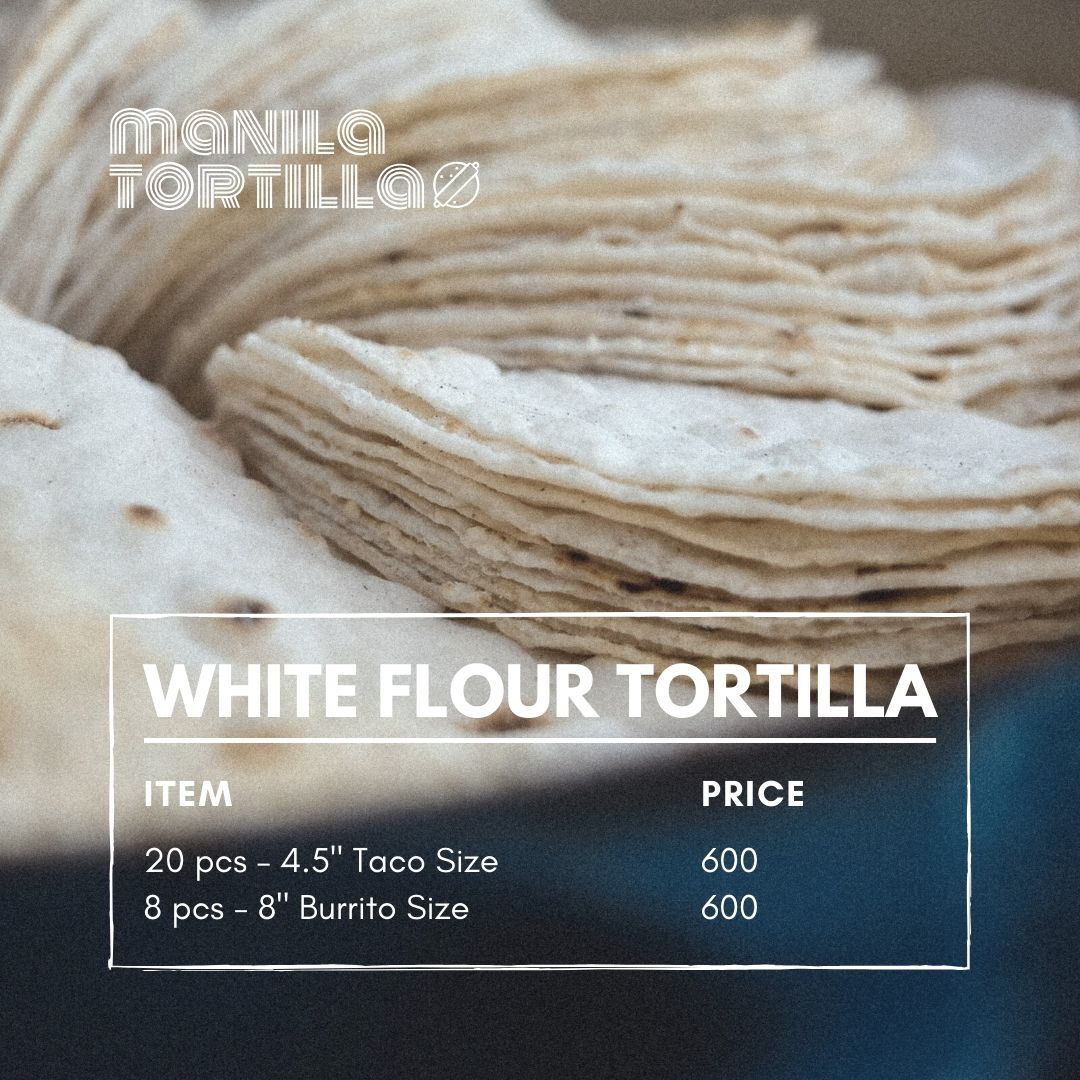 MANILA
TORTILLA
WHITE FLOUR TORTILLA
ITEM PRICE
20 pcs - 4.5" Taco Size 600
8 pcs - 8" Burrito Size 600